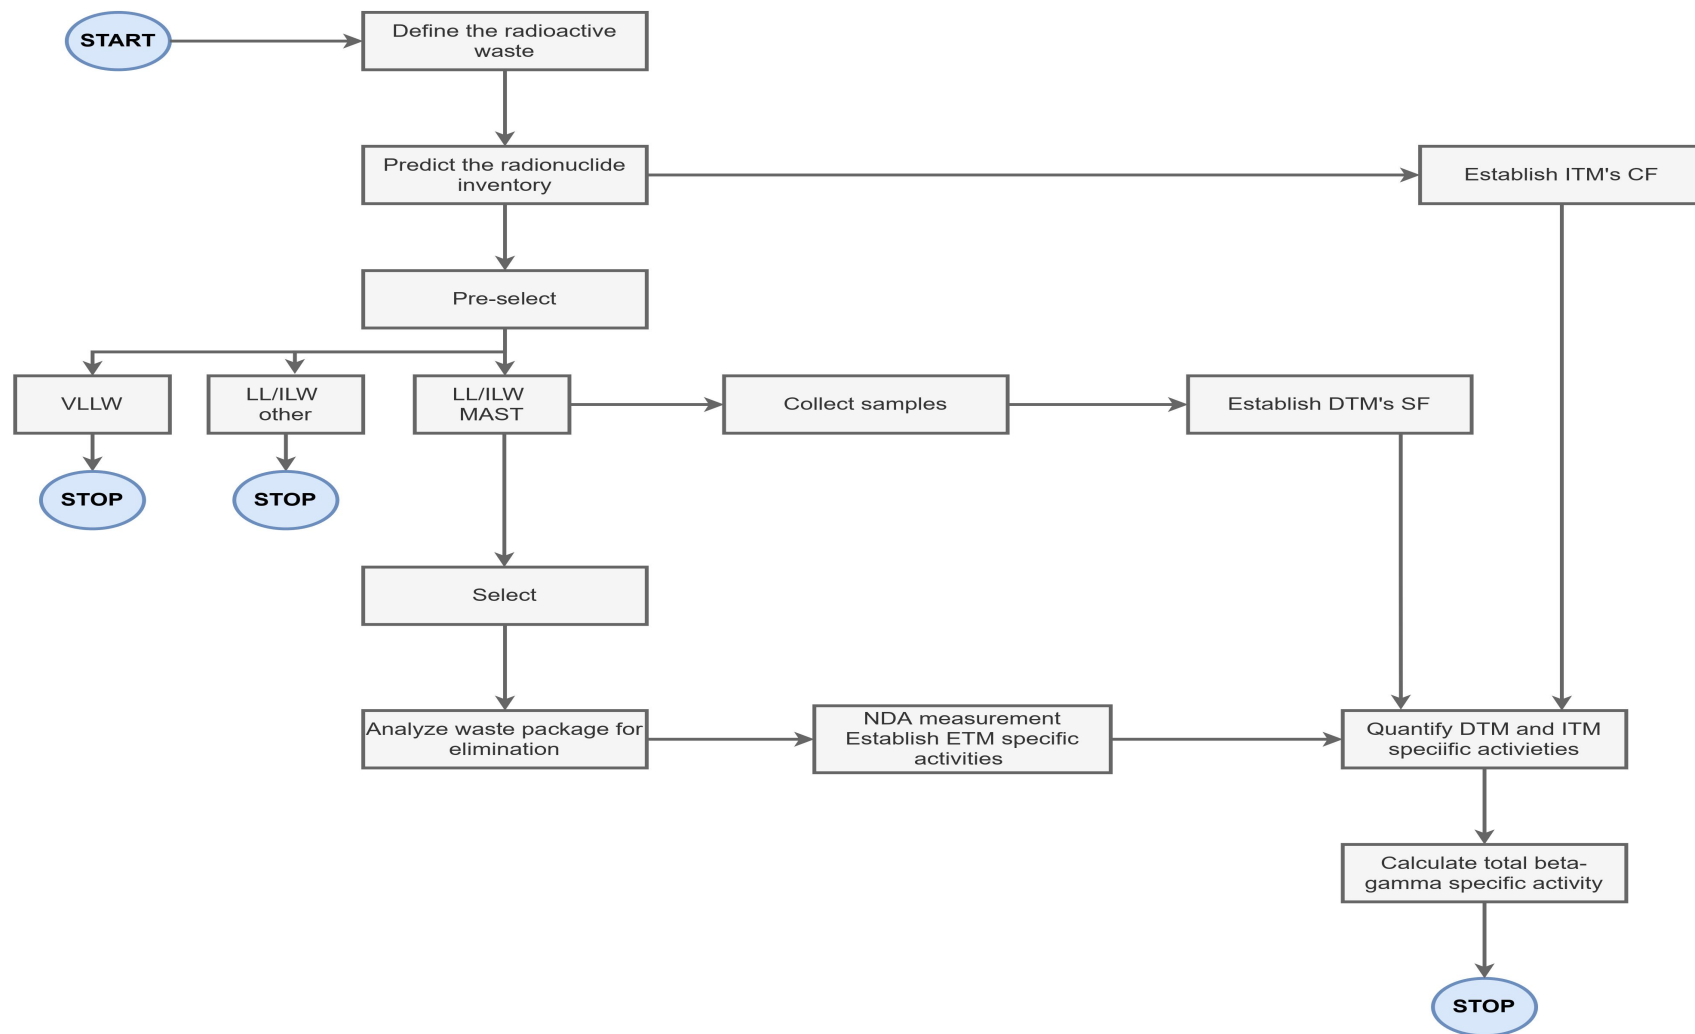 START
Define the radioactive
waste
Predict the radionuclide
inventory
Establish ITM's CF
Pre-select
VLLW
LL/ILW
other
LL/ILW
MAST
Collect samples
Establish DTM's SF
STOP
STOP
Select
Analyze waste package for
elimination
NDA measurement
Establish ETM specific
activities
Quantify DTM and ITM
speciific activieties
Calculate total beta-
gamma specific activity
STOP